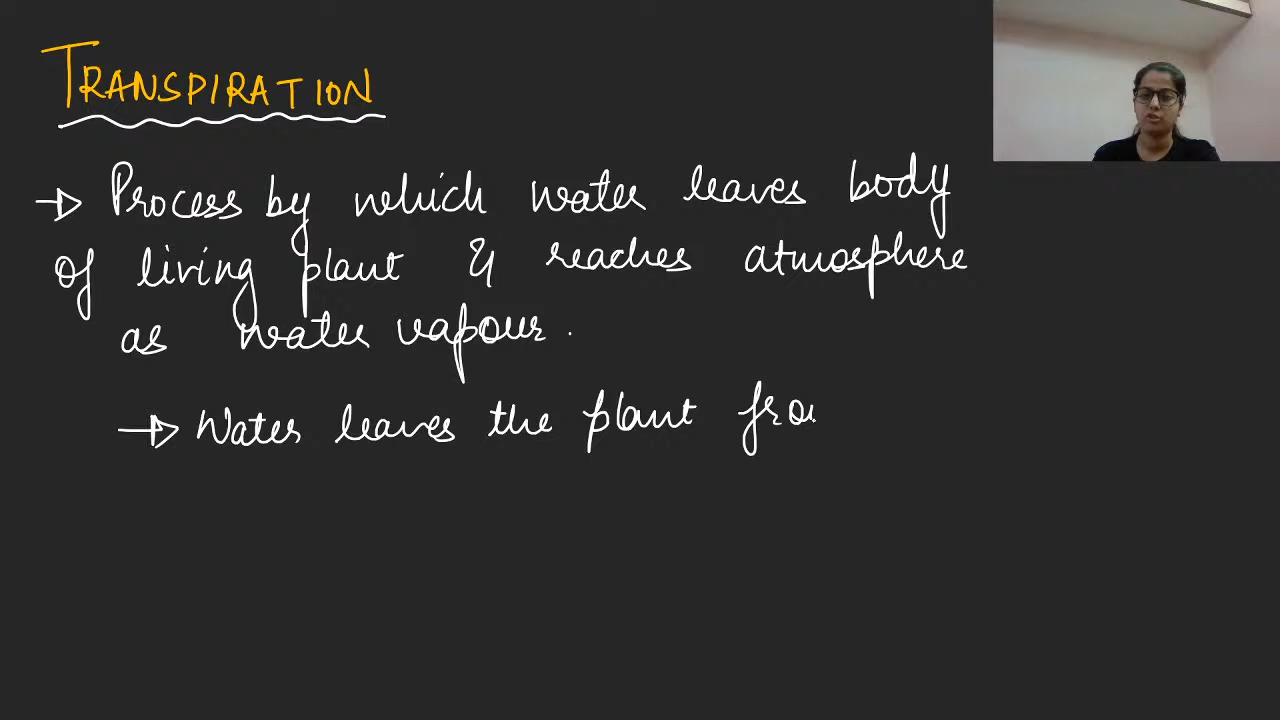 TRANSPIRATION
→ Process by which water leaves body
of living plant & reaches atmosphere
as water vapour.
→ Water leaves the plant fro